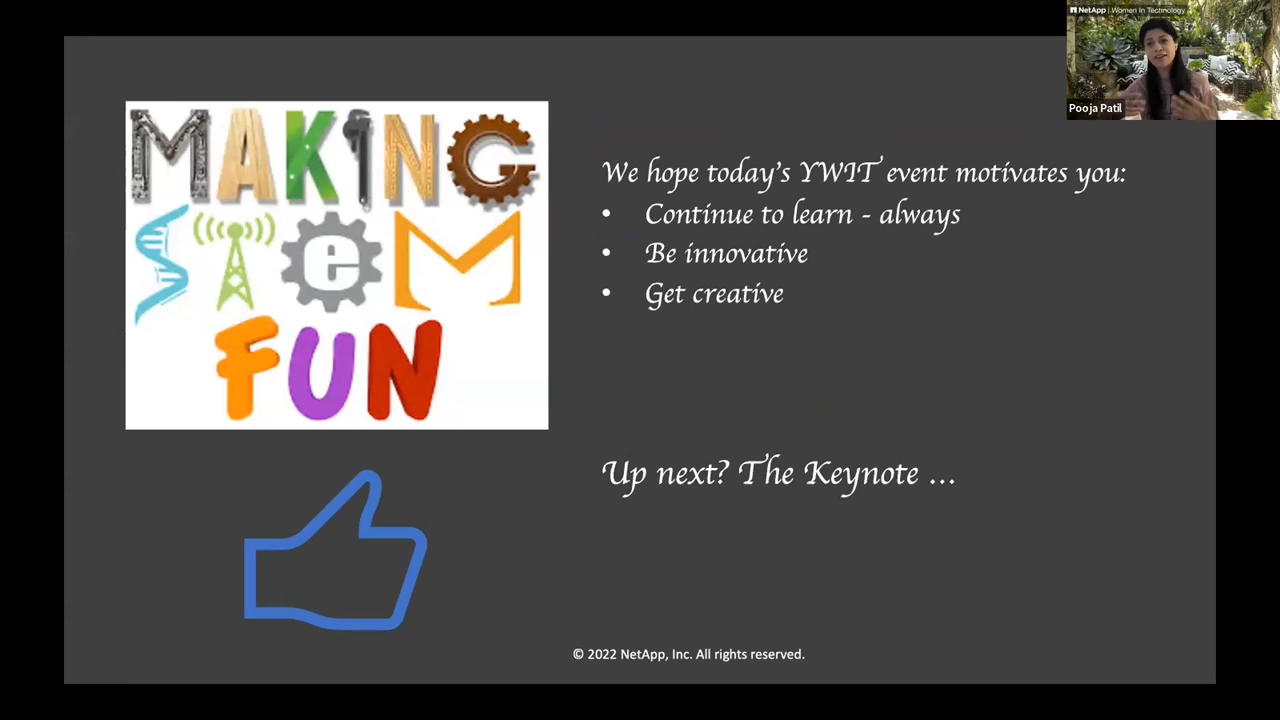 NetApp | Women In Technology
Pooja Patil
MAKING
STEM
FUN
We hope today's YWIT event motivates you:
• Continue to learn - always
• Be innovative
• Get creative
Up next? The Keynote ...
© 2022 NetApp, Inc. All rights reserved.